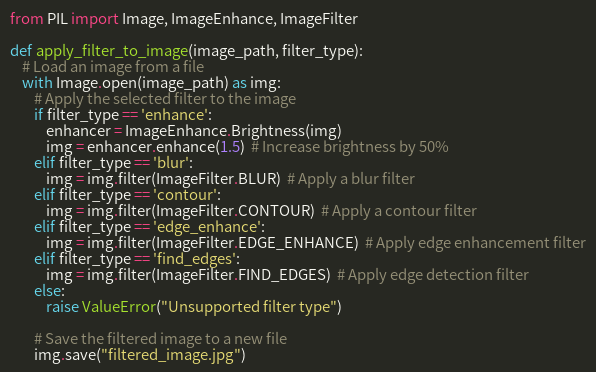 from PIL import Image, ImageEnhance, ImageFilter

def apply_filter_to_image(image_path, filter_type):
    # Load an image from a file
    with Image.open(image_path) as img:
        # Apply the selected filter to the image
        if filter_type == 'enhance':
            enhancer = ImageEnhance.Brightness(img)
            img = enhancer.enhance(1.5)  # Increase brightness by 50%
        elif filter_type == 'blur':
            img = img.filter(ImageFilter.BLUR)  # Apply a blur filter
        elif filter_type == 'contour':
            img = img.filter(ImageFilter.CONTOUR)  # Apply a contour filter
        elif filter_type == 'edge_enhance':
            img = img.filter(ImageFilter.EDGE_ENHANCE)  # Apply edge enhancement filter
        elif filter_type == 'find_edges':
            img = img.filter(ImageFilter.FIND_EDGES)  # Apply edge detection filter
        else:
            raise ValueError("Unsupported filter type")

        # Save the filtered image to a new file
        img.save("filtered_image.jpg")